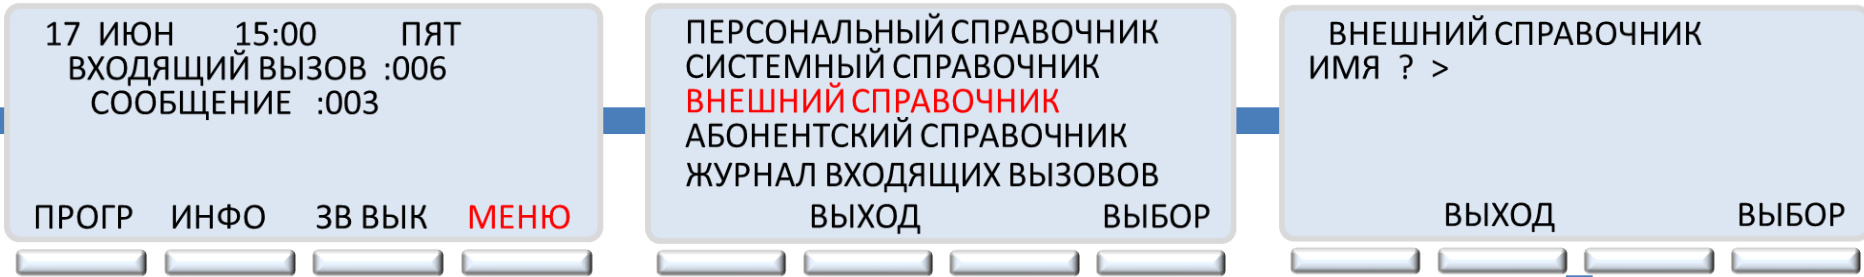 17 ИЮН 15:00 ПЯТ
ВХОДЯЩИЙ ВЫЗОВ :006
СООБЩЕНИЕ :003
ПРОГР ИНФО ЗВ ВЫК МЕНЮ
ПЕРСОНАЛЬНЫЙ СПРАВОЧНИК
СИСТЕМНЫЙ СПРАВОЧНИК
ВНЕШНИЙ СПРАВОЧНИК
АБОНЕНТСКИЙ СПРАВОЧНИК
ЖУРНАЛ ВХОДЯЩИХ ВЫЗОВОВ
ВЫХОД ВЫБОР
ВНЕШНИЙ СПРАВОЧНИК
ИМЯ ? >
ВЫХОД ВЫБОР